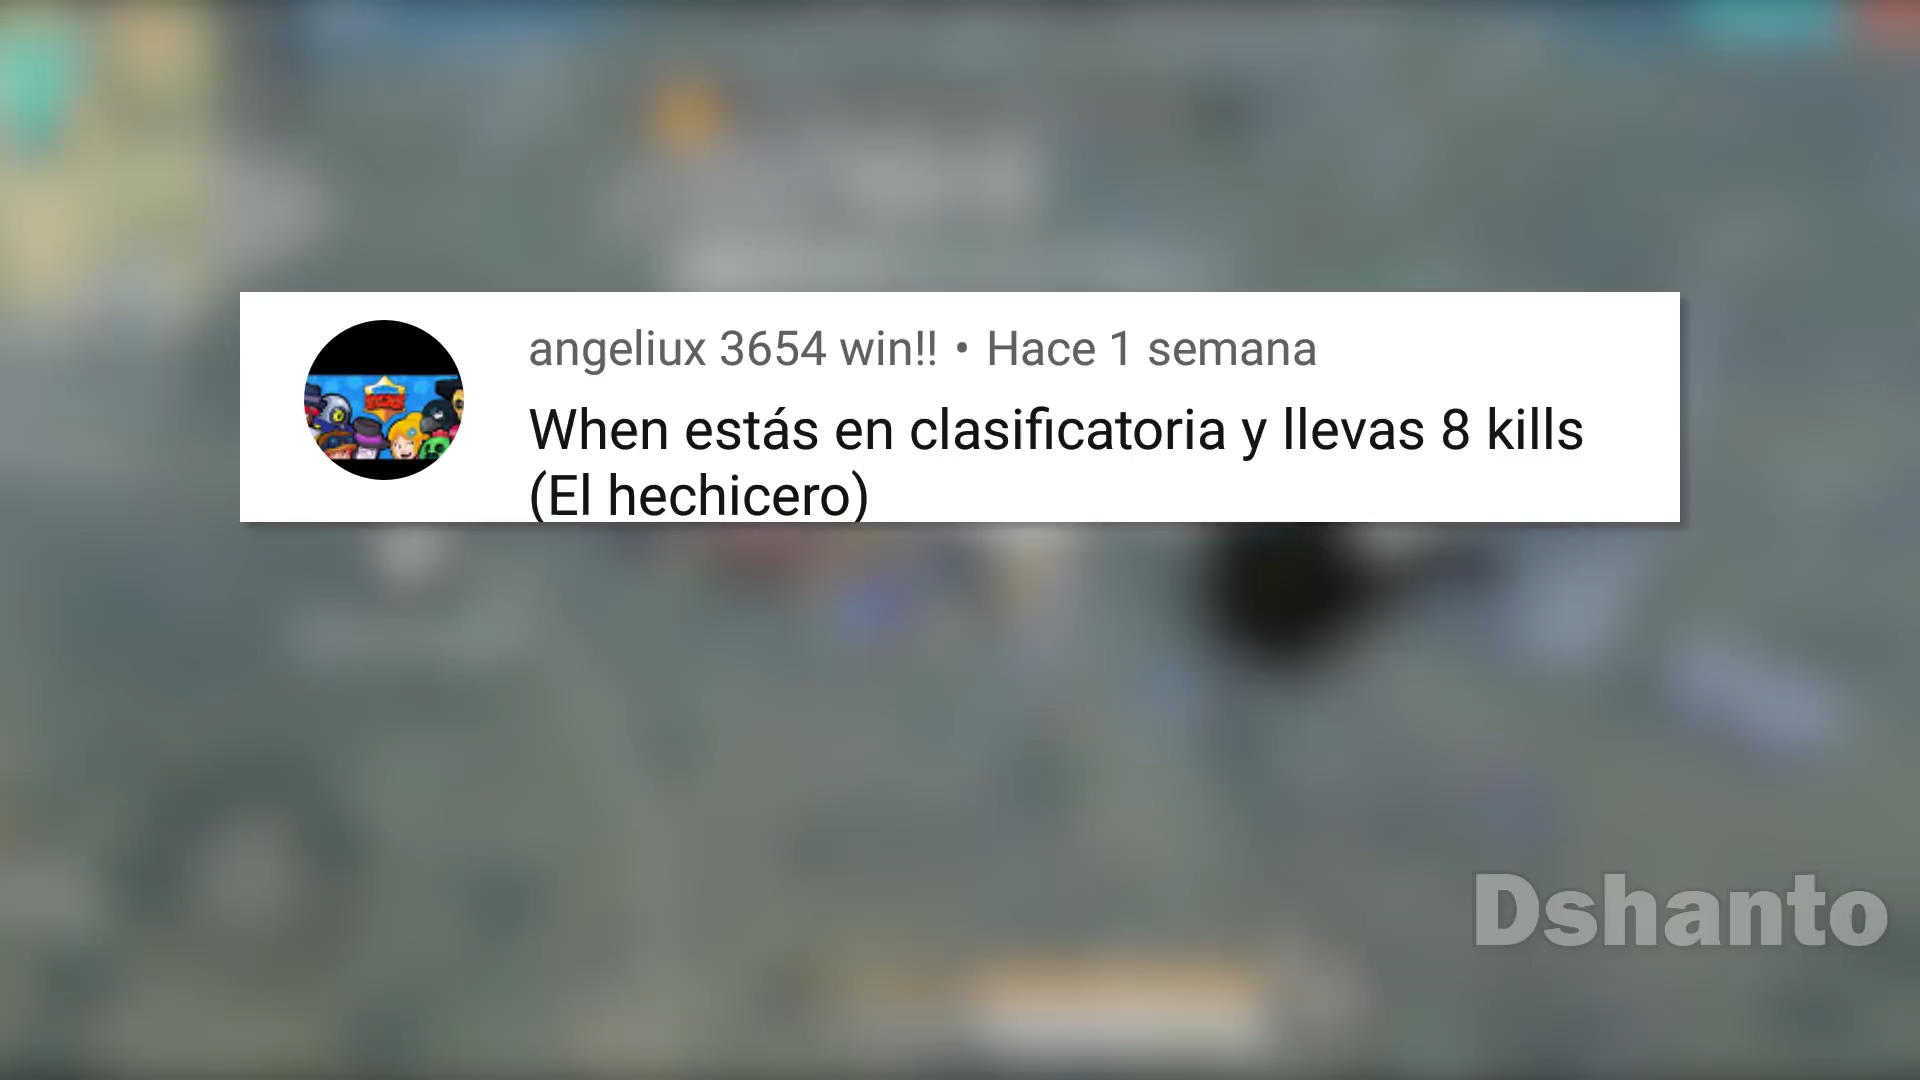 angeliux 3654 win!! • Hace 1 semana
When estás en clasificatoria y llevas 8 kills
(El hechicero)
Dshanto